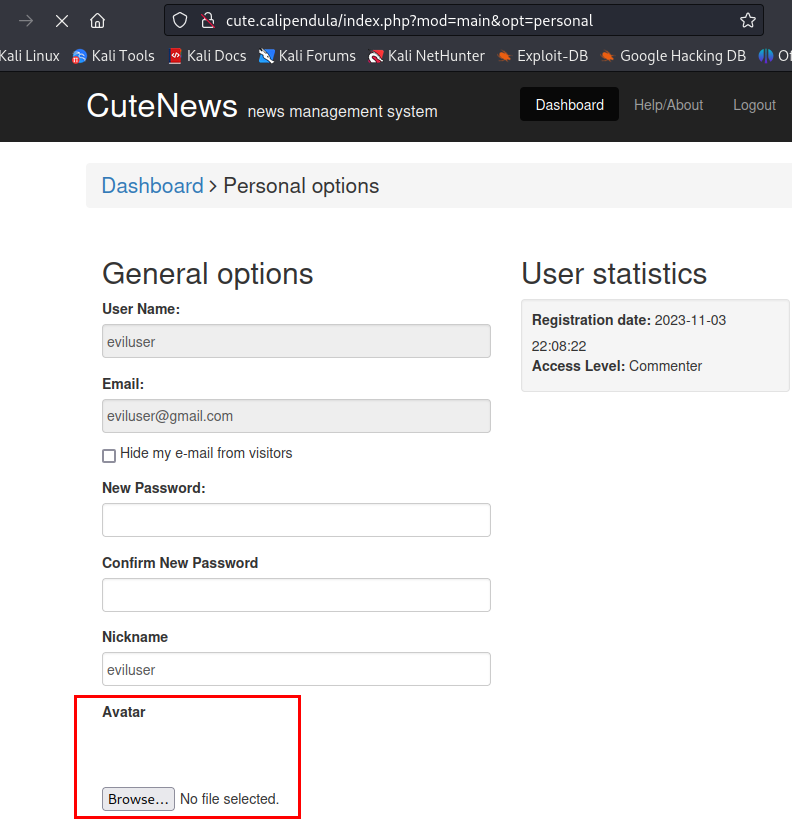 cute.calipendula/index.php?mod=main&opt=personal
Kali Linux Kali Tools Kali Docs Kali Forums Kali NetHunter Exploit-DB Google Hacking DB
CuteNews news management system Dashboard Help/About Logout
Dashboard > Personal options
General options
User Name:
eviluser
Email:
eviluser@gmail.com
Hide my e-mail from visitors
New Password:
Confirm New Password
Nickname
eviluser
Avatar
Browse... No file selected.
User statistics
Registration date: 2023-11-03
22:08:22
Access Level: Commenter